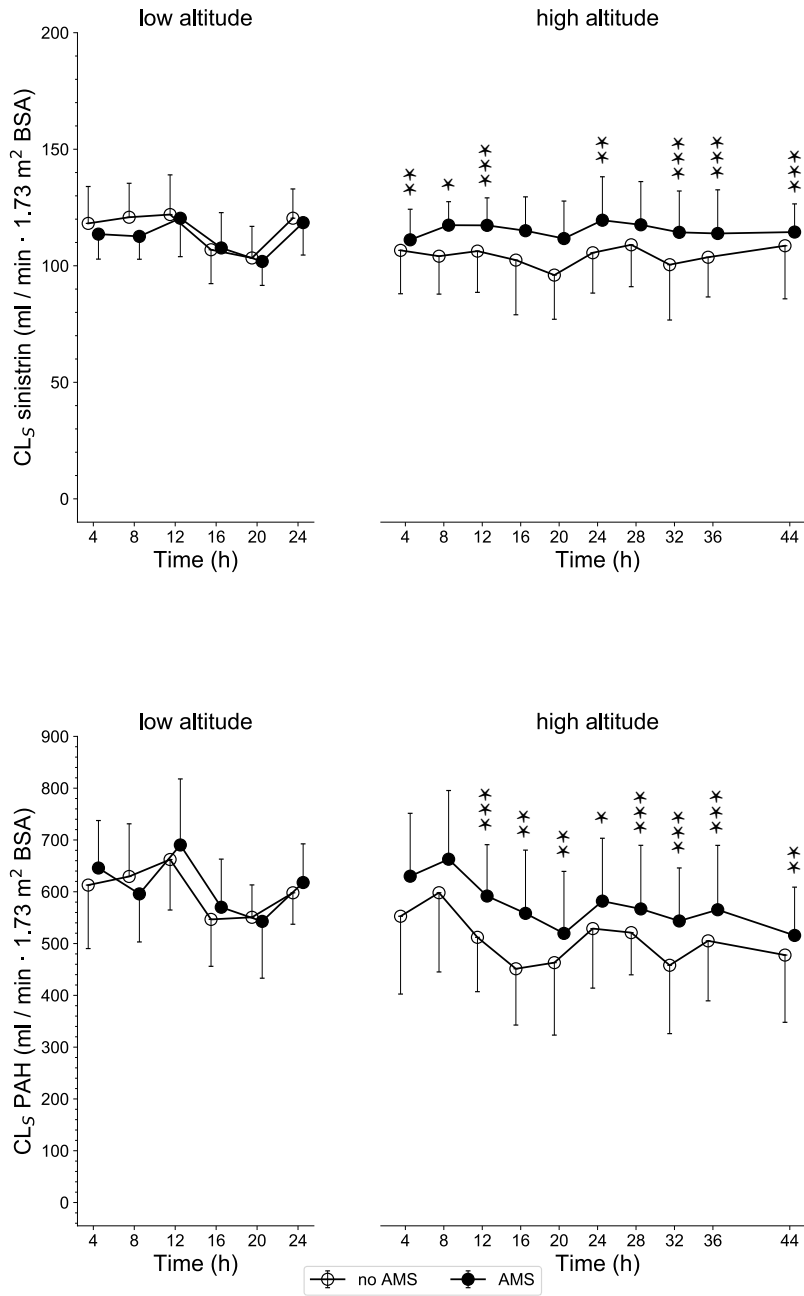 low altitude
high altitude
200
150
100
50
0
CL_S sinistrin (ml / min · 1.73 m² BSA)
** * *** ** *** *** ***
4 8 12 16 20 24
4 8 12 16 20 24 28 32 36 44
Time (h)
Time (h)
low altitude
high altitude
900
800
700
600
500
400
300
200
100
0
CL_S PAH (ml / min · 1.73 m² BSA)
*** ** ** * *** *** *** **
4 8 12 16 20 24
4 8 12 16 20 24 28 32 36 44
Time (h)
Time (h)
no AMS
AMS